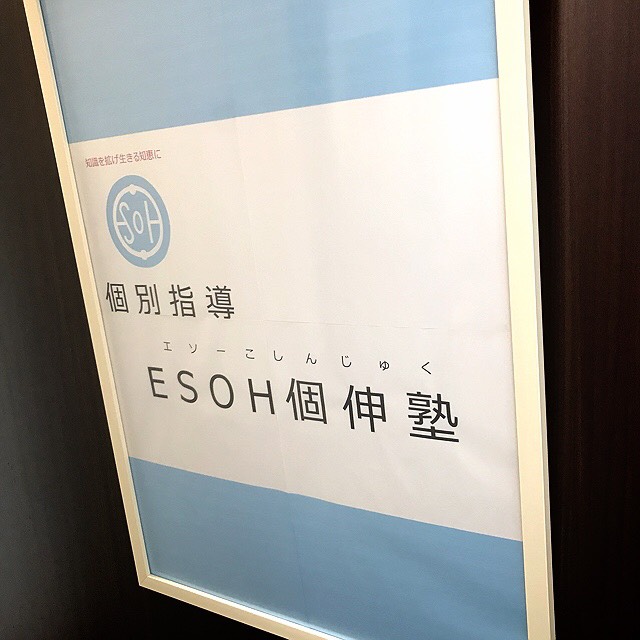 知識を拡げ生きる知恵に
ESOH
個別指導
エソーこしんじゅく
ESOH個伸塾